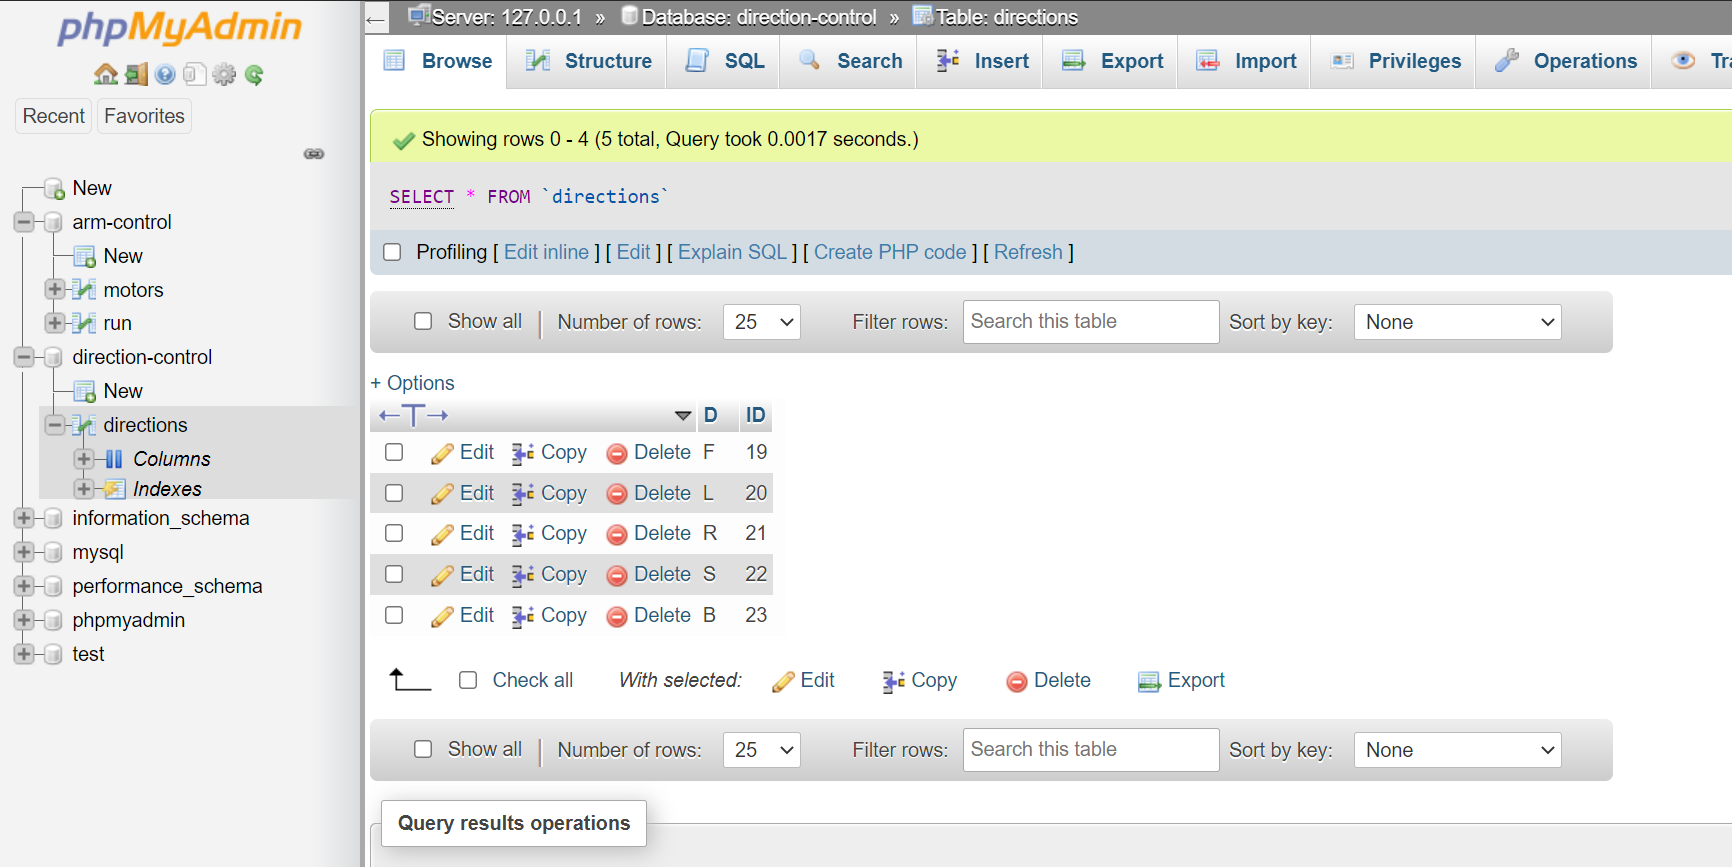 phpMyAdmin
Recent Favorites
New
arm-control
New
motors
run
direction-control
New
directions
Columns
Indexes
information_schema
mysql
performance_schema
phpmyadmin
test
Server: 127.0.0.1 » Database: direction-control » Table: directions
Browse Structure SQL Search Insert Export Import Privileges Operations
Showing rows 0 - 4 (5 total, Query took 0.0017 seconds.)
SELECT * FROM `directions`
Profiling [ Edit inline ] [ Edit ] [ Explain SQL ] [ Create PHP code ] [ Refresh ]
Show all | Number of rows: 25 Filter rows: Search this table Sort by key: None
+ Options
←T→ D ID
Edit Copy Delete F 19
Edit Copy Delete L 20
Edit Copy Delete R 21
Edit Copy Delete S 22
Edit Copy Delete B 23
Check all With selected: Edit Copy Delete Export
Show all | Number of rows: 25 Filter rows: Search this table Sort by key: None
Query results operations